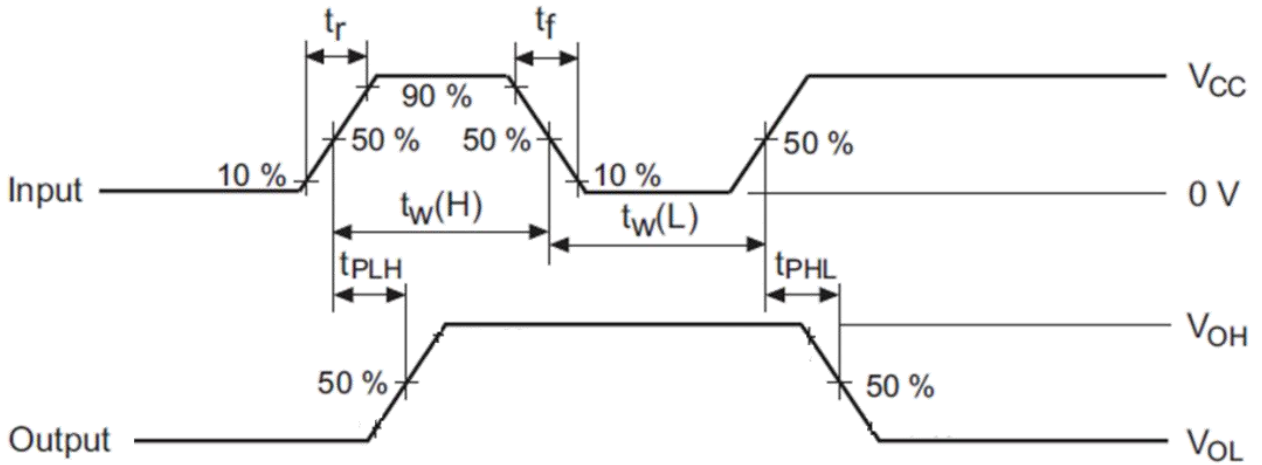 tr tf
VCC
90 %
50 % 50 % 50 %
10 % 10 %
Input 0 V
tw(H) tw(L)
tPLH tPHL
VOH
50 % 50 %
Output VOL